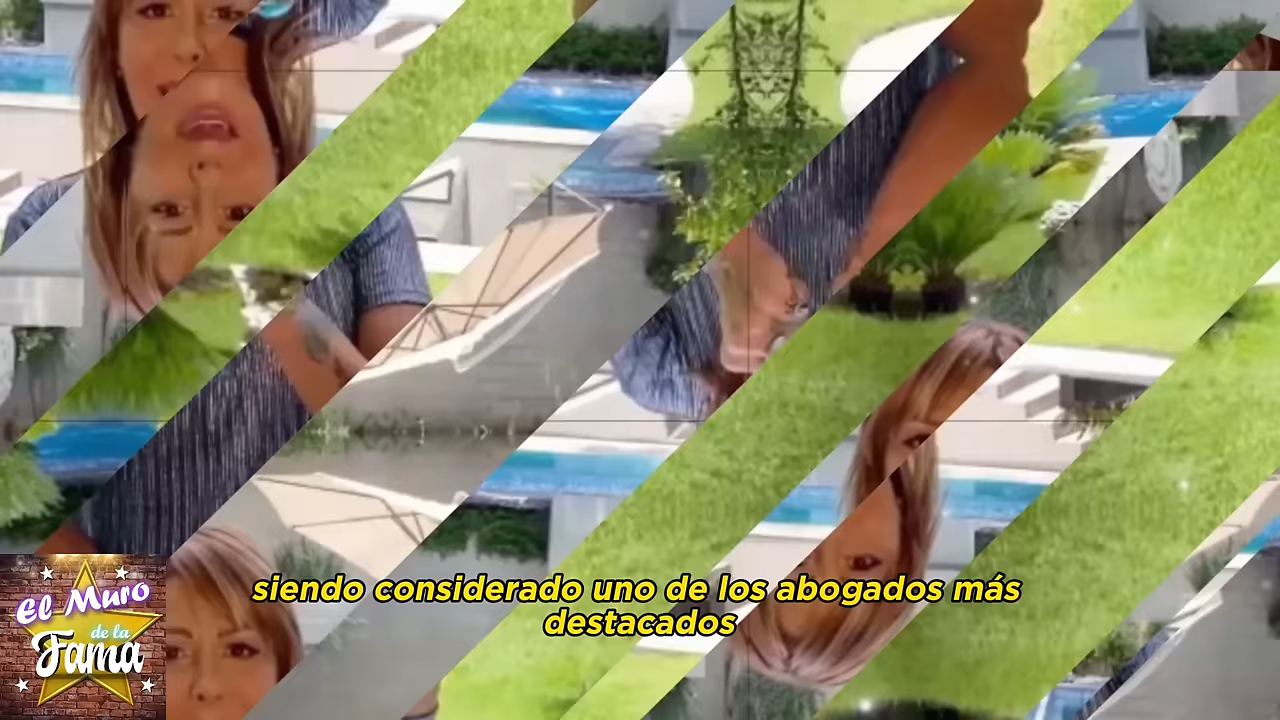 El Muro
de la
Fama
siendo considerado uno de los abogados más
destacados